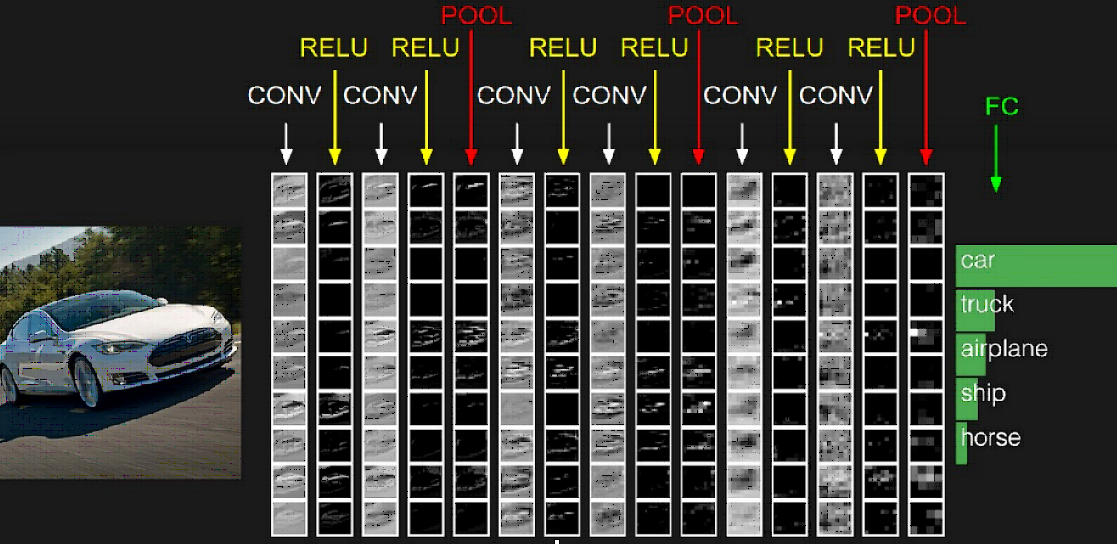 POOL POOL POOL
RELU RELU RELU RELU RELU RELU
CONV CONV CONV CONV CONV CONV
FC
car
truck
airplane
ship
horse